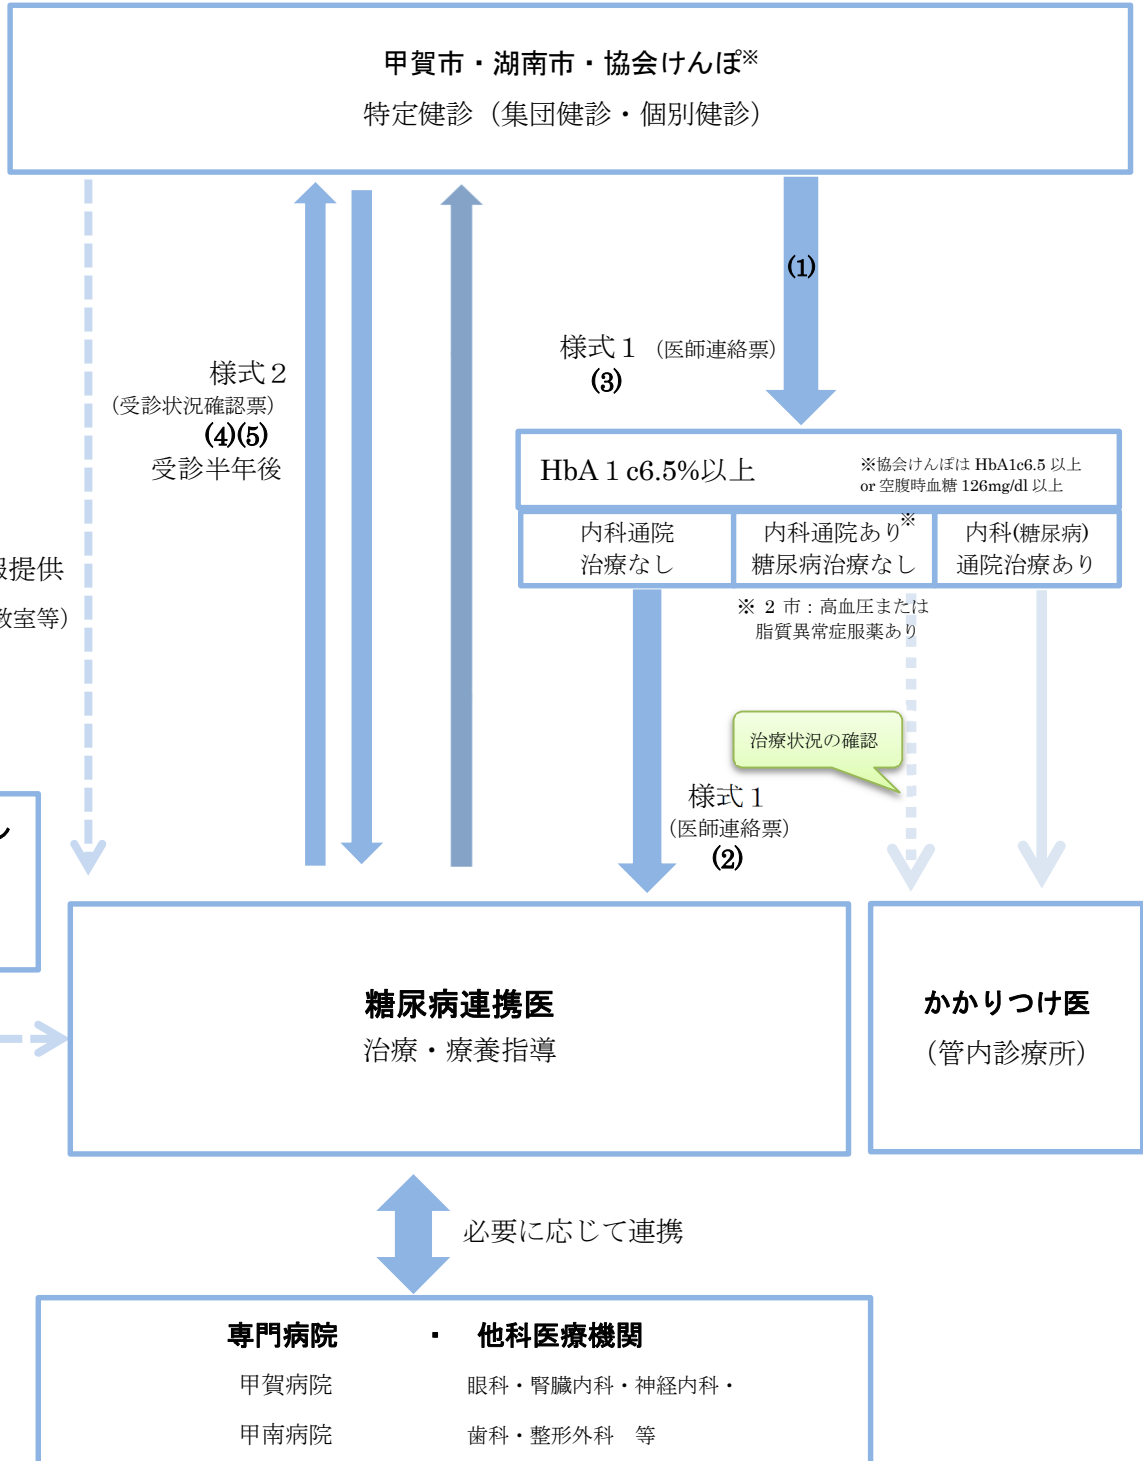 甲賀市・湖南市・協会けんぽ※
特定健診（集団健診・個別健診）
(1)
様式１（医師連絡票）
(3)
様式２
（受診状況確認票）
(4)(5)
受診半年後
HbA１c6.5%以上
※協会けんぽは HbA1c6.5 以上
or 空腹時血糖 126mg/dl 以上
内科通院
治療なし
内科通院あり※
糖尿病治療なし
内科(糖尿病)
通院治療あり
※ 2 市：高血圧または
脂質異常症服薬あり
報提供
教室等）
治療状況の確認
様式１
（医師連絡票）
(2)
し
糖尿病連携医
治療・療養指導
かかりつけ医
（管内診療所）
必要に応じて連携
専門病院 ・ 他科医療機関
甲賀病院 眼科・腎臓内科・神経内科・
甲南病院 歯科・整形外科　等